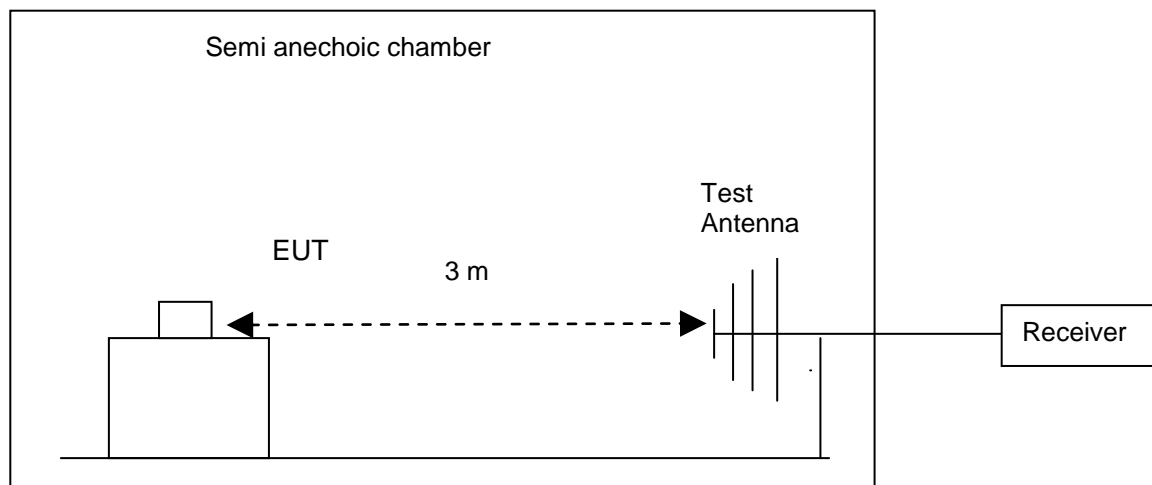 Semi anechoic chamber
Test
Antenna
EUT
3 m
Receiver